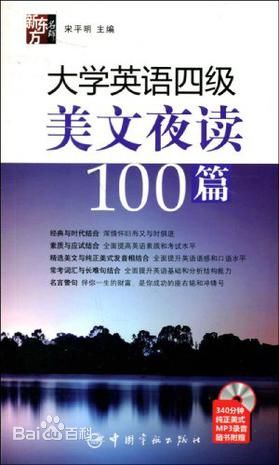 新东方
名师
宋平明 主编
大学英语四级
美文夜读
100篇
经典与时代结合 深情怀旧而又与时俱进
素质与应试结合 全面提高英语素质和考试水平
精选美文与纯正美式发音相结合 全面提升英语语感和口语水平
常考词汇与长难句结合 全面提升英语基础和分析结构能力
名言警句 伴你一生的财富,是你成功的座右铭和冲锋号
340分钟
纯正美式
MP3录音
随书附赠
Bai百科
中国宇航出版社